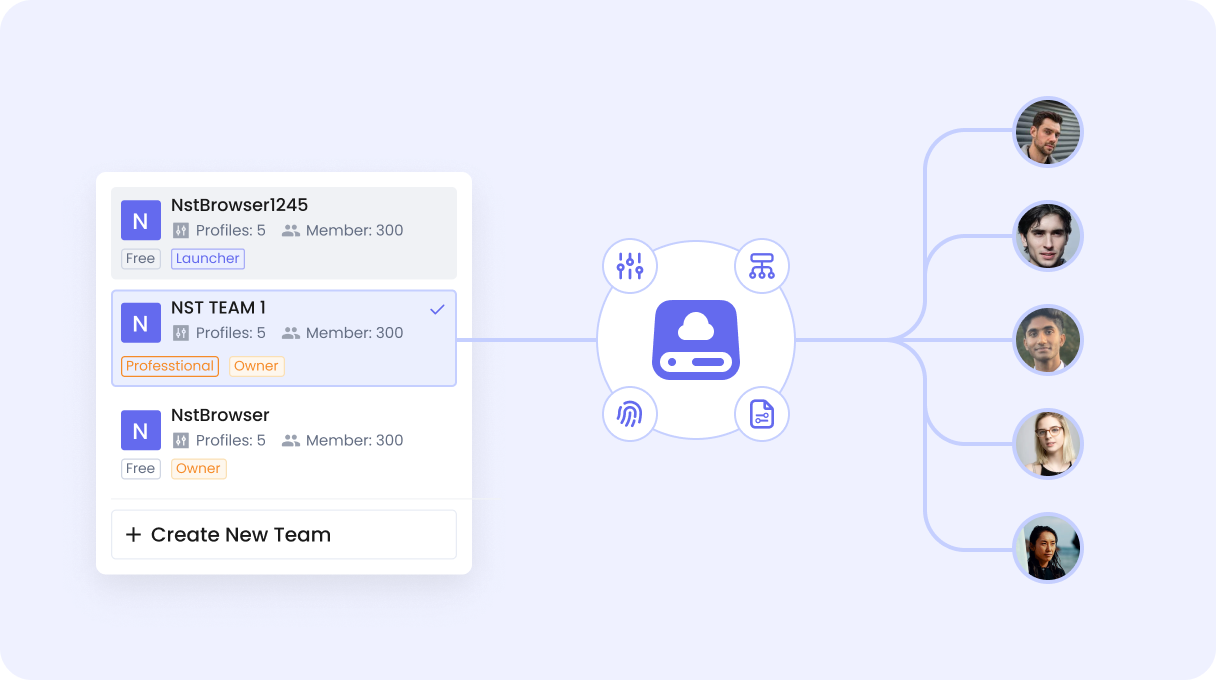 N
NstBrowser1245
Profiles: 5 Member: 300
Free Launcher
N
NST TEAM 1
Profiles: 5 Member: 300
Professtional Owner
N
NstBrowser
Profiles: 5 Member: 300
Free Owner
+ Create New Team